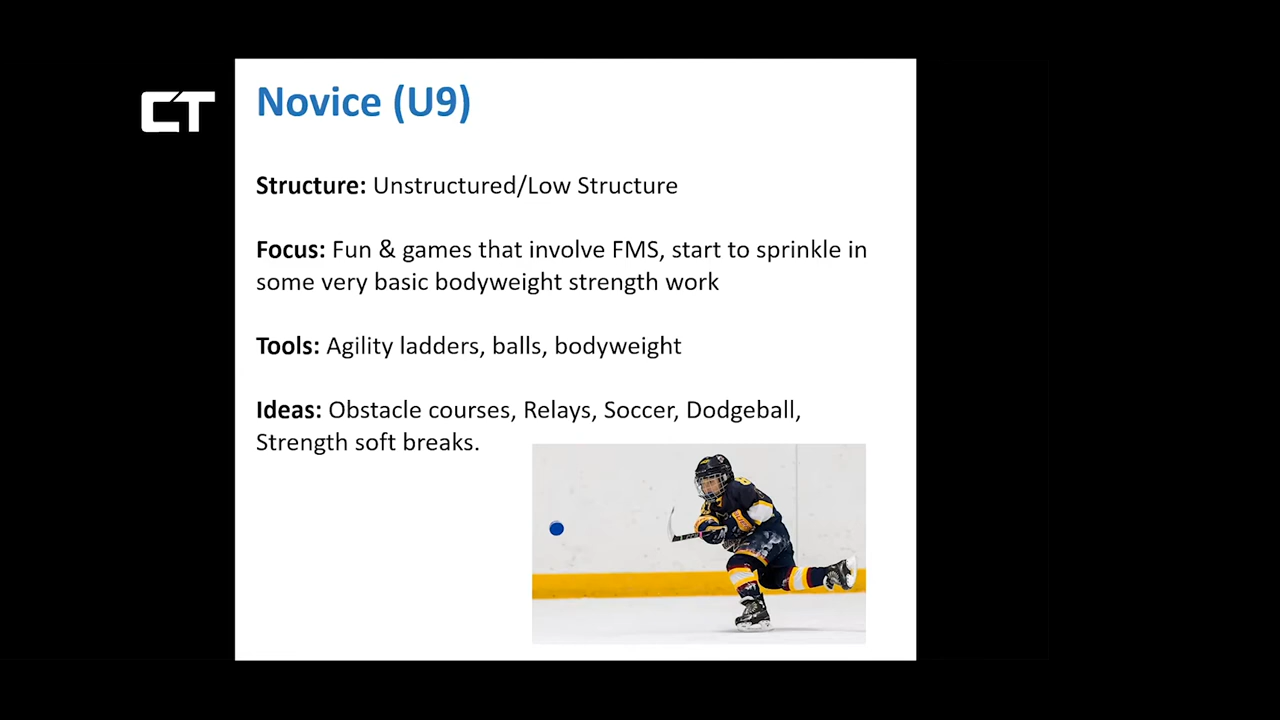 CT
Novice (U9)
Structure: Unstructured/Low Structure
Focus: Fun & games that involve FMS, start to sprinkle in
some very basic bodyweight strength work
Tools: Agility ladders, balls, bodyweight
Ideas: Obstacle courses, Relays, Soccer, Dodgeball,
Strength soft breaks.